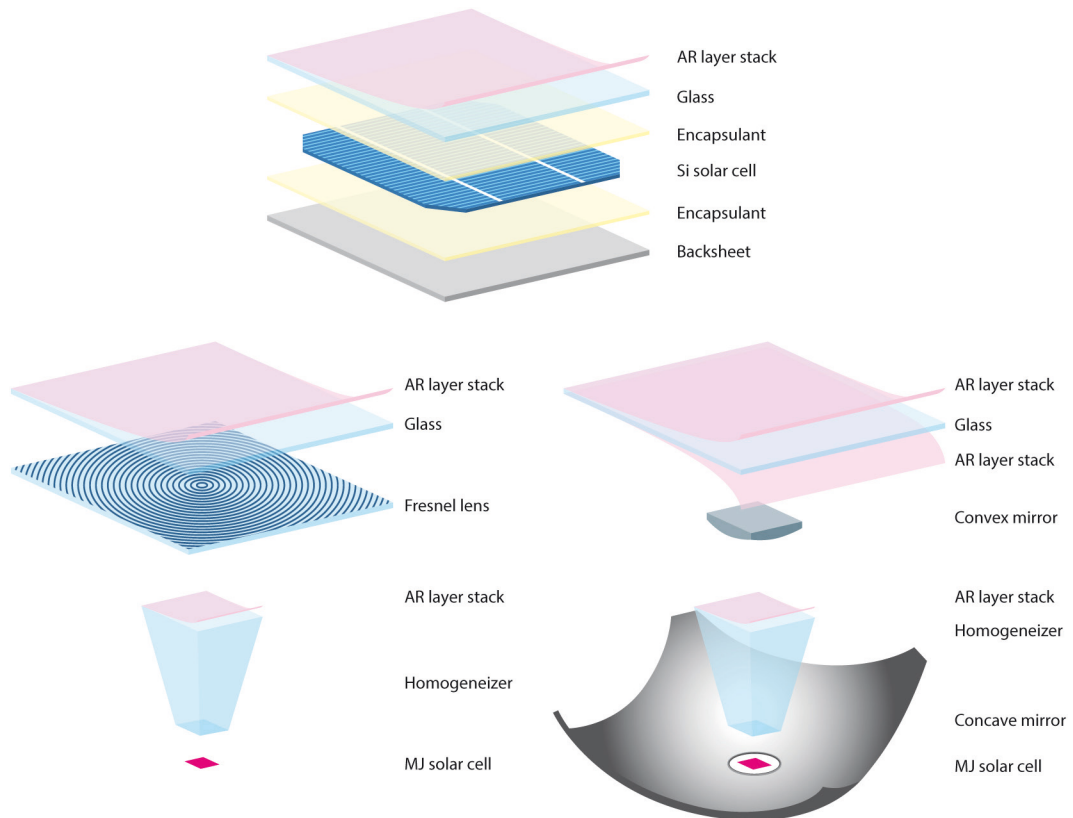 AR layer stack
Glass
Encapsulant
Si solar cell
Encapsulant
Backsheet
AR layer stack
Glass
Fresnel lens
AR layer stack
Homogeneizer
MJ solar cell
AR layer stack
Glass
AR layer stack
Convex mirror
AR layer stack
Homogeneizer
Concave mirror
MJ solar cell